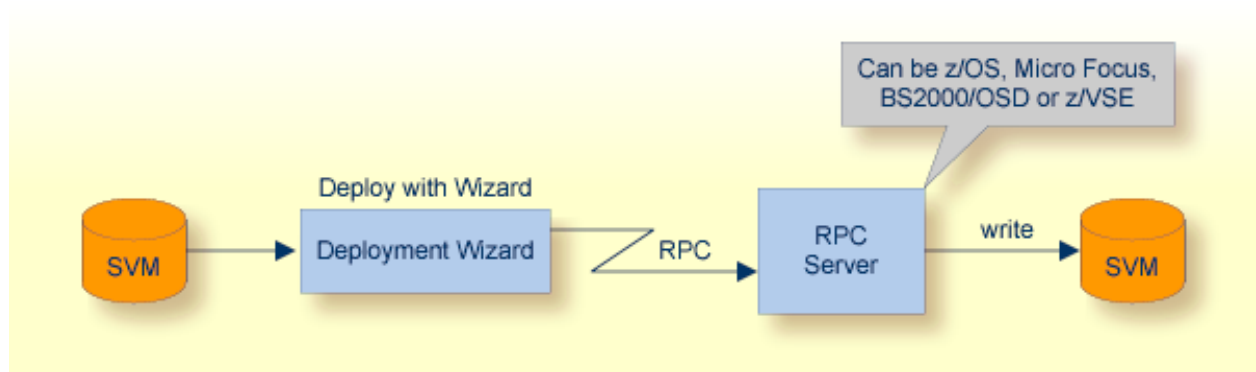 Can be z/OS, Micro Focus,
BS2000/OSD or z/VSE
Deploy with Wizard
SVM
Deployment Wizard
RPC
RPC
Server
write
SVM